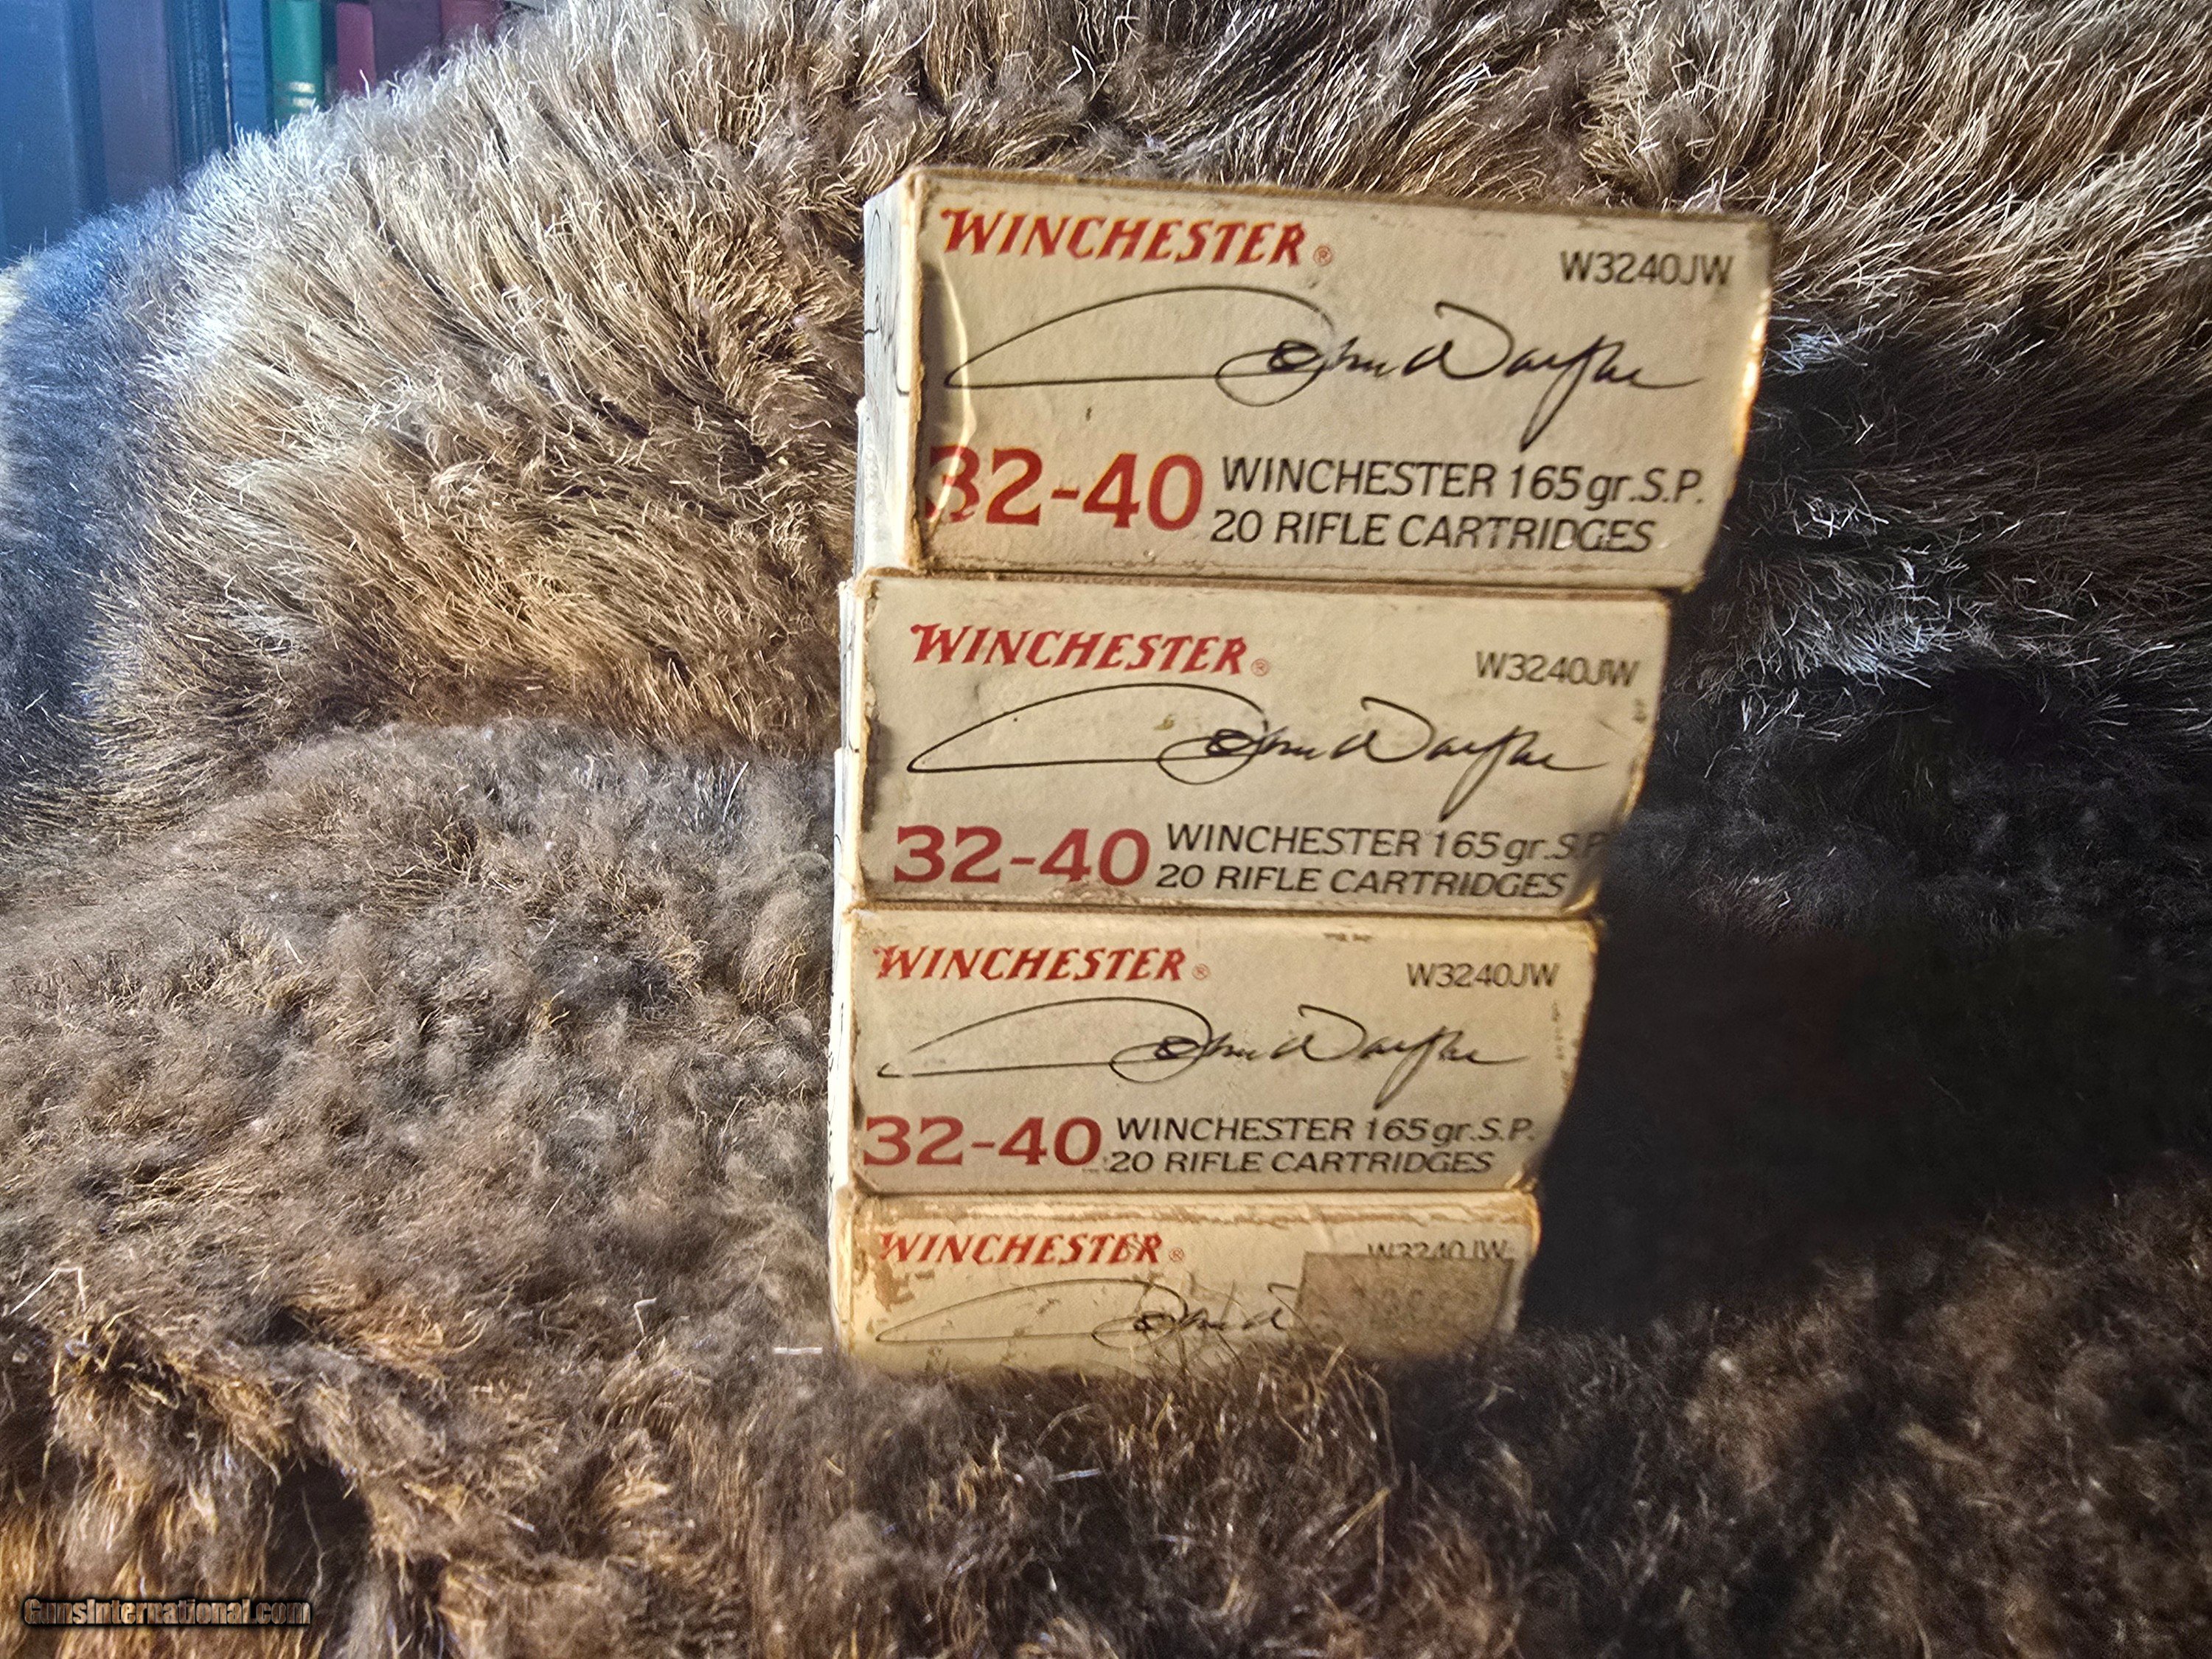 WINCHESTER®
W3240JW
John Wayne
32-40 WINCHESTER 165 gr. S.P.
20 RIFLE CARTRIDGES
WINCHESTER®
W3240JW
John Wayne
32-40 WINCHESTER 165 gr. S.P.
20 RIFLE CARTRIDGES
WINCHESTER®
W3240JW
John Wayne
32-40 WINCHESTER 165 gr. S.P.
20 RIFLE CARTRIDGES
WINCHESTER®
W3240JW
John W
GunsInternational.com